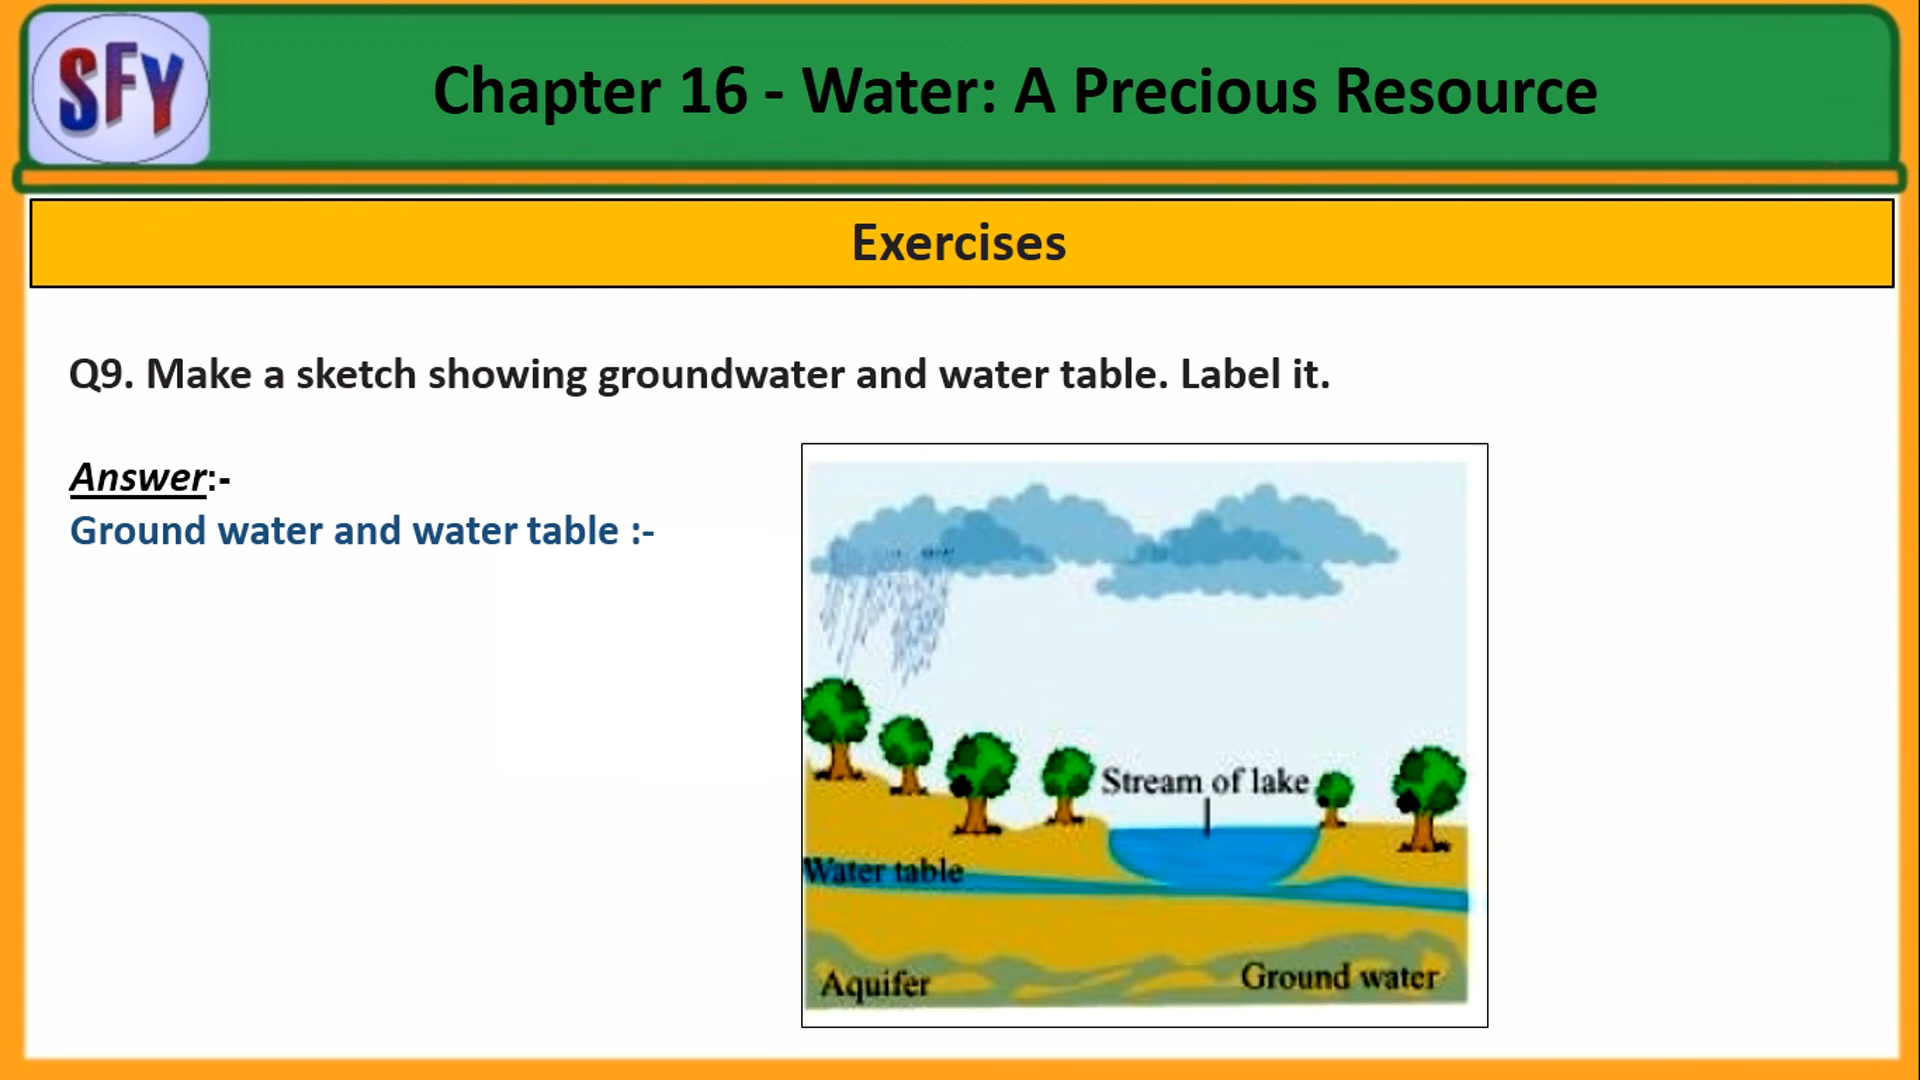 SFY
Chapter 16 - Water: A Precious Resource
Exercises
Q9. Make a sketch showing groundwater and water table. Label it.
Answer:-
Ground water and water table :-
Stream of lake
Water table
Aquifer
Ground water